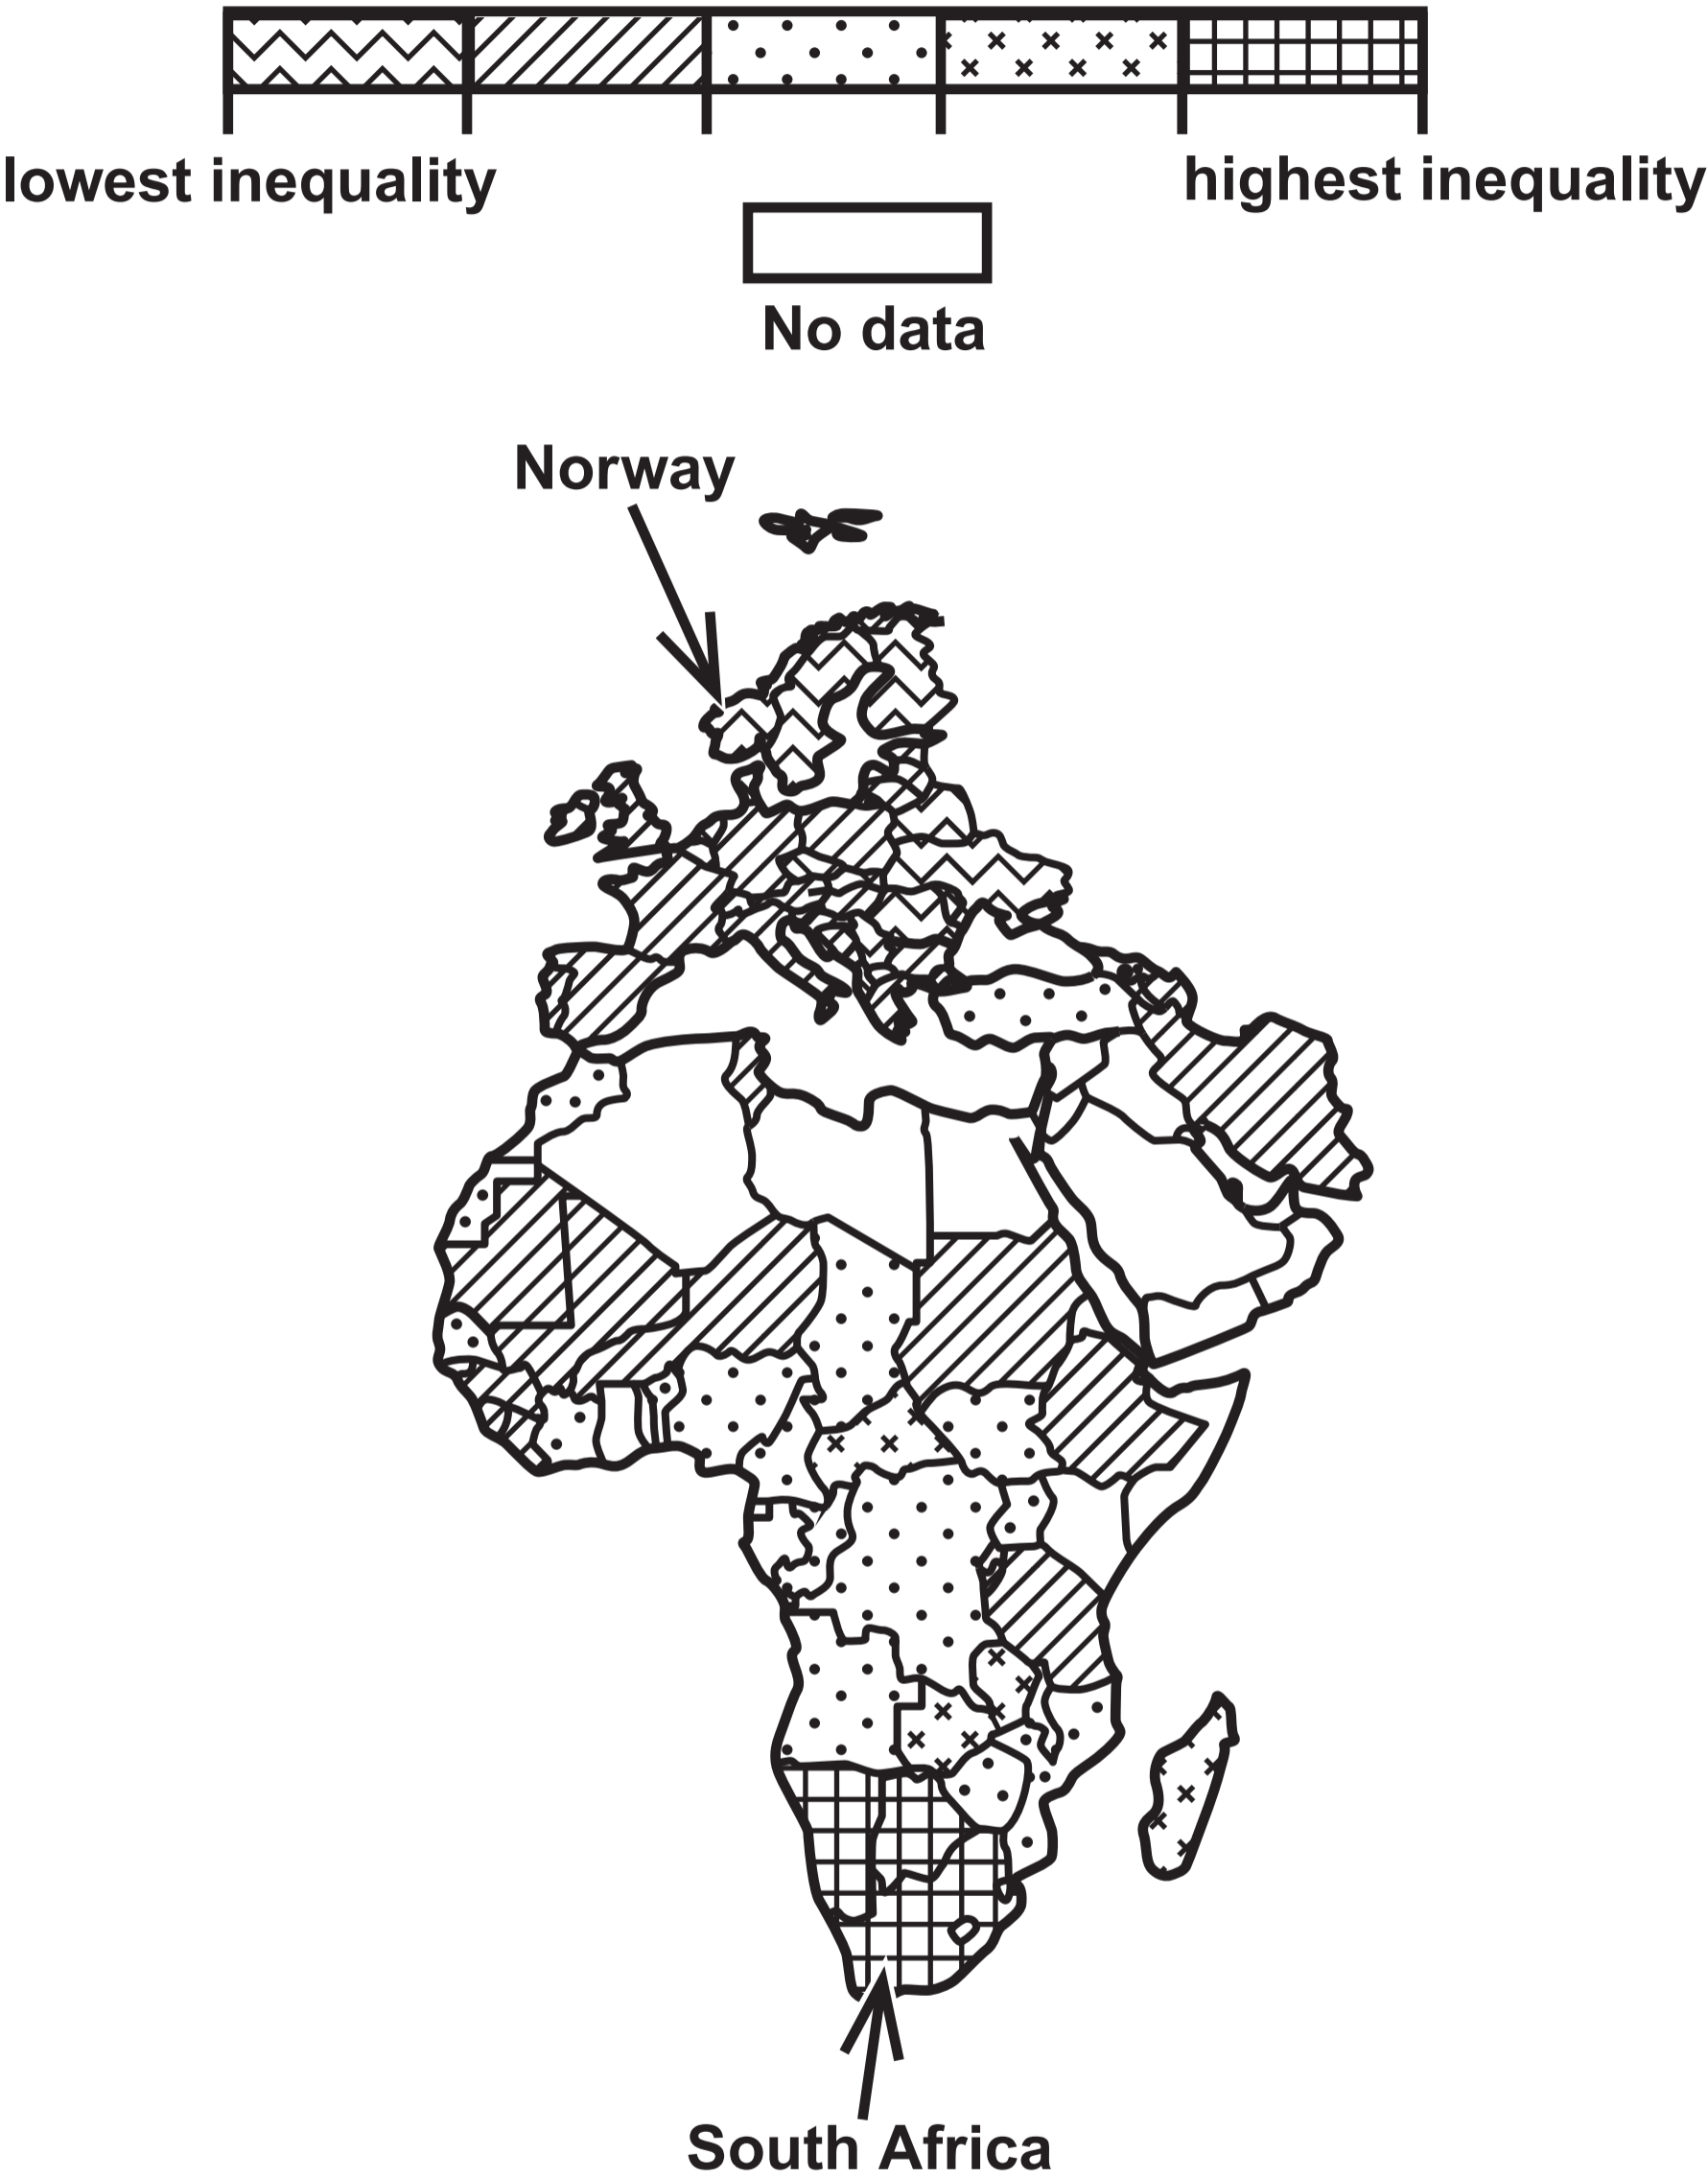 lowest inequality
highest inequality
No data
Norway
South Africa